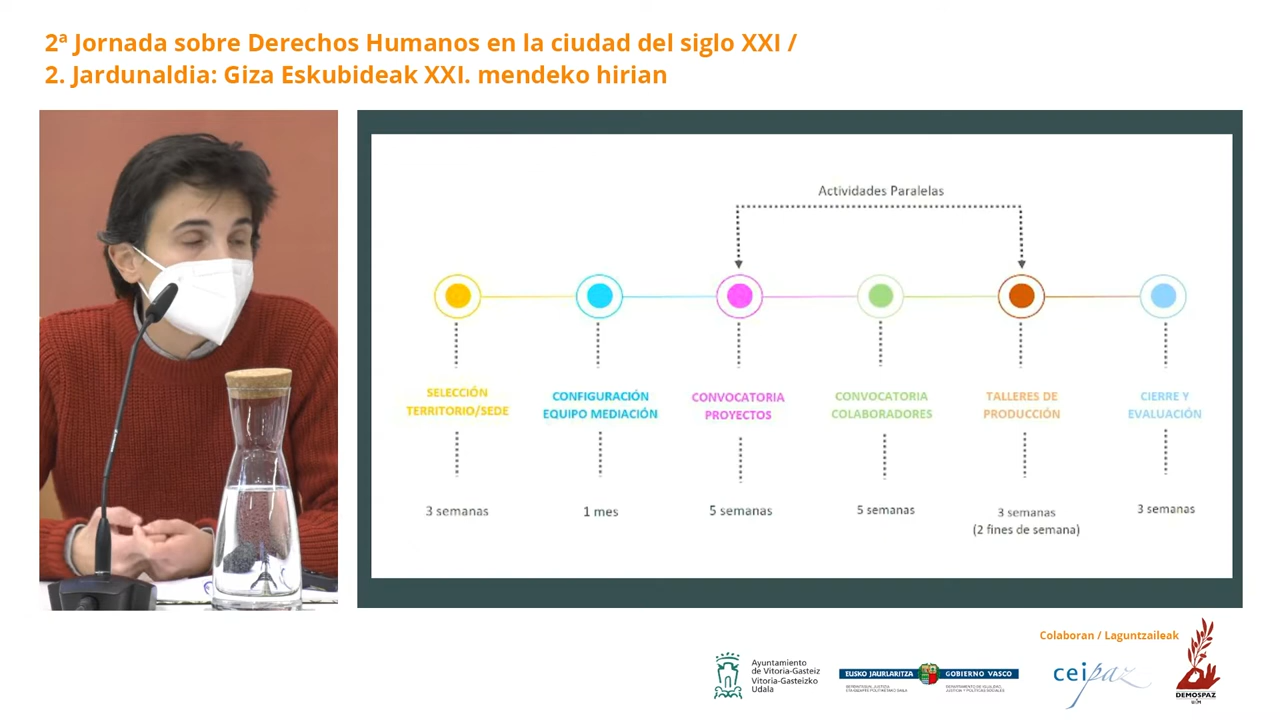 2ª Jornada sobre Derechos Humanos en la ciudad del siglo XXI /
2. Jardunaldia: Giza Eskubideak XXI. mendeko hirian
Actividades Paralelas
SELECCIÓN
TERRITORIO/SEDE
3 semanas
CONFIGURACIÓN
EQUIPO MEDIACIÓN
1 mes
CONVOCATORIA
PROYECTOS
5 semanas
CONVOCATORIA
COLABORADORES
5 semanas
TALLERES DE
PRODUCCIÓN
3 semanas
(2 fines de semana)
CIERRE Y
EVALUACIÓN
3 semanas
Colaboran / Laguntzaileak
Ayuntamiento
de Vitoria-Gasteiz
Vitoria-Gasteizko
Udala
EUSKO JAURLARITZA
GOBIERNO VASCO
ceipaz
DEMOSPAZ